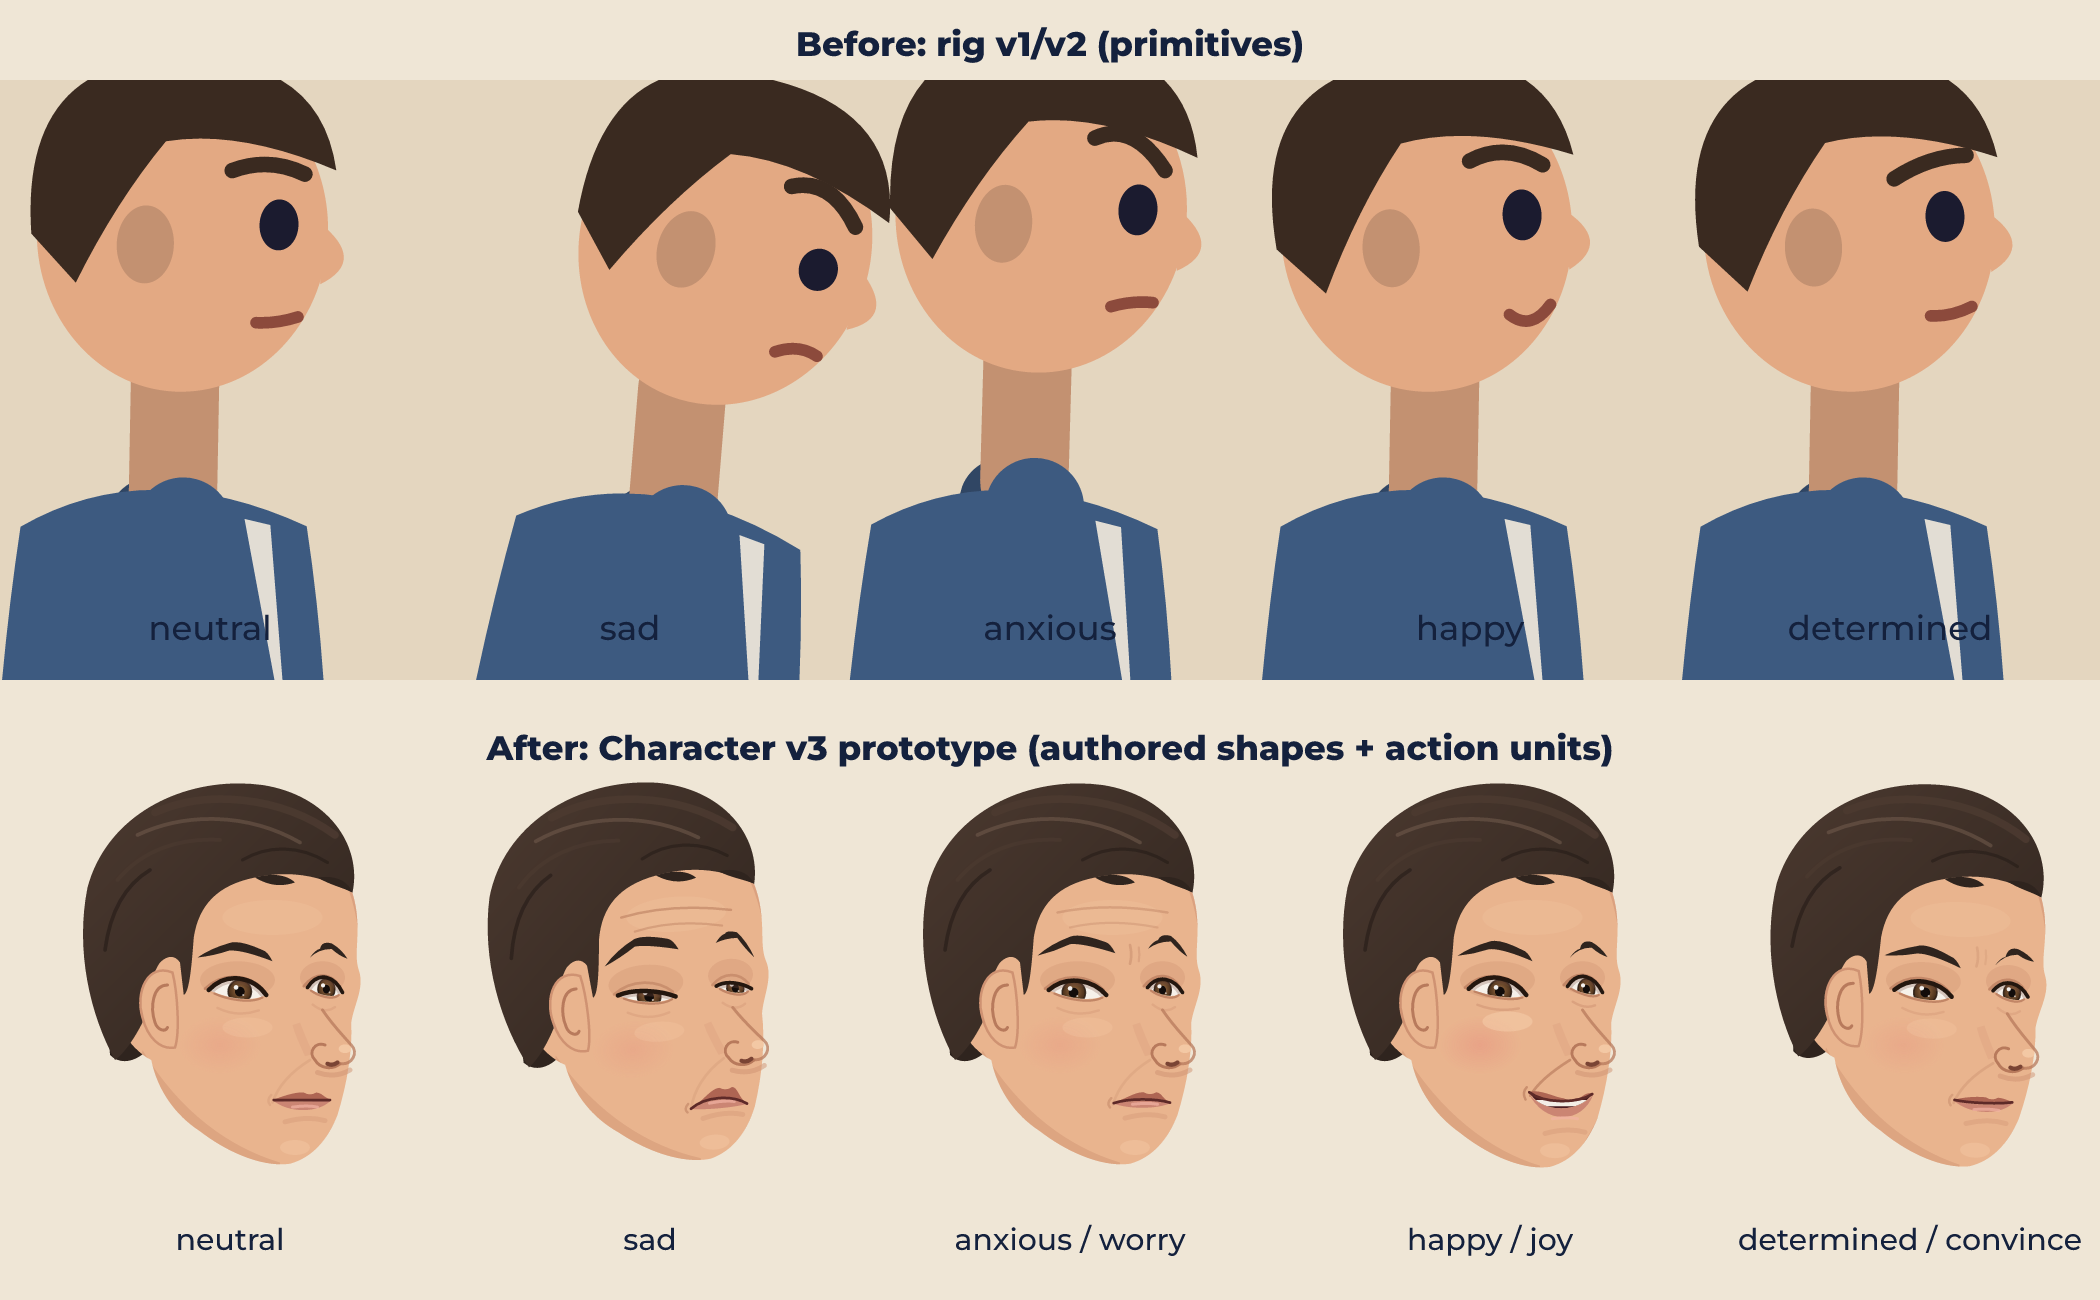 Before: rig v1/v2 (primitives)
neutral
sad
anxious
happy
determined
After: Character v3 prototype (authored shapes + action units)
neutral
sad
anxious / worry
happy / joy
determined / convince